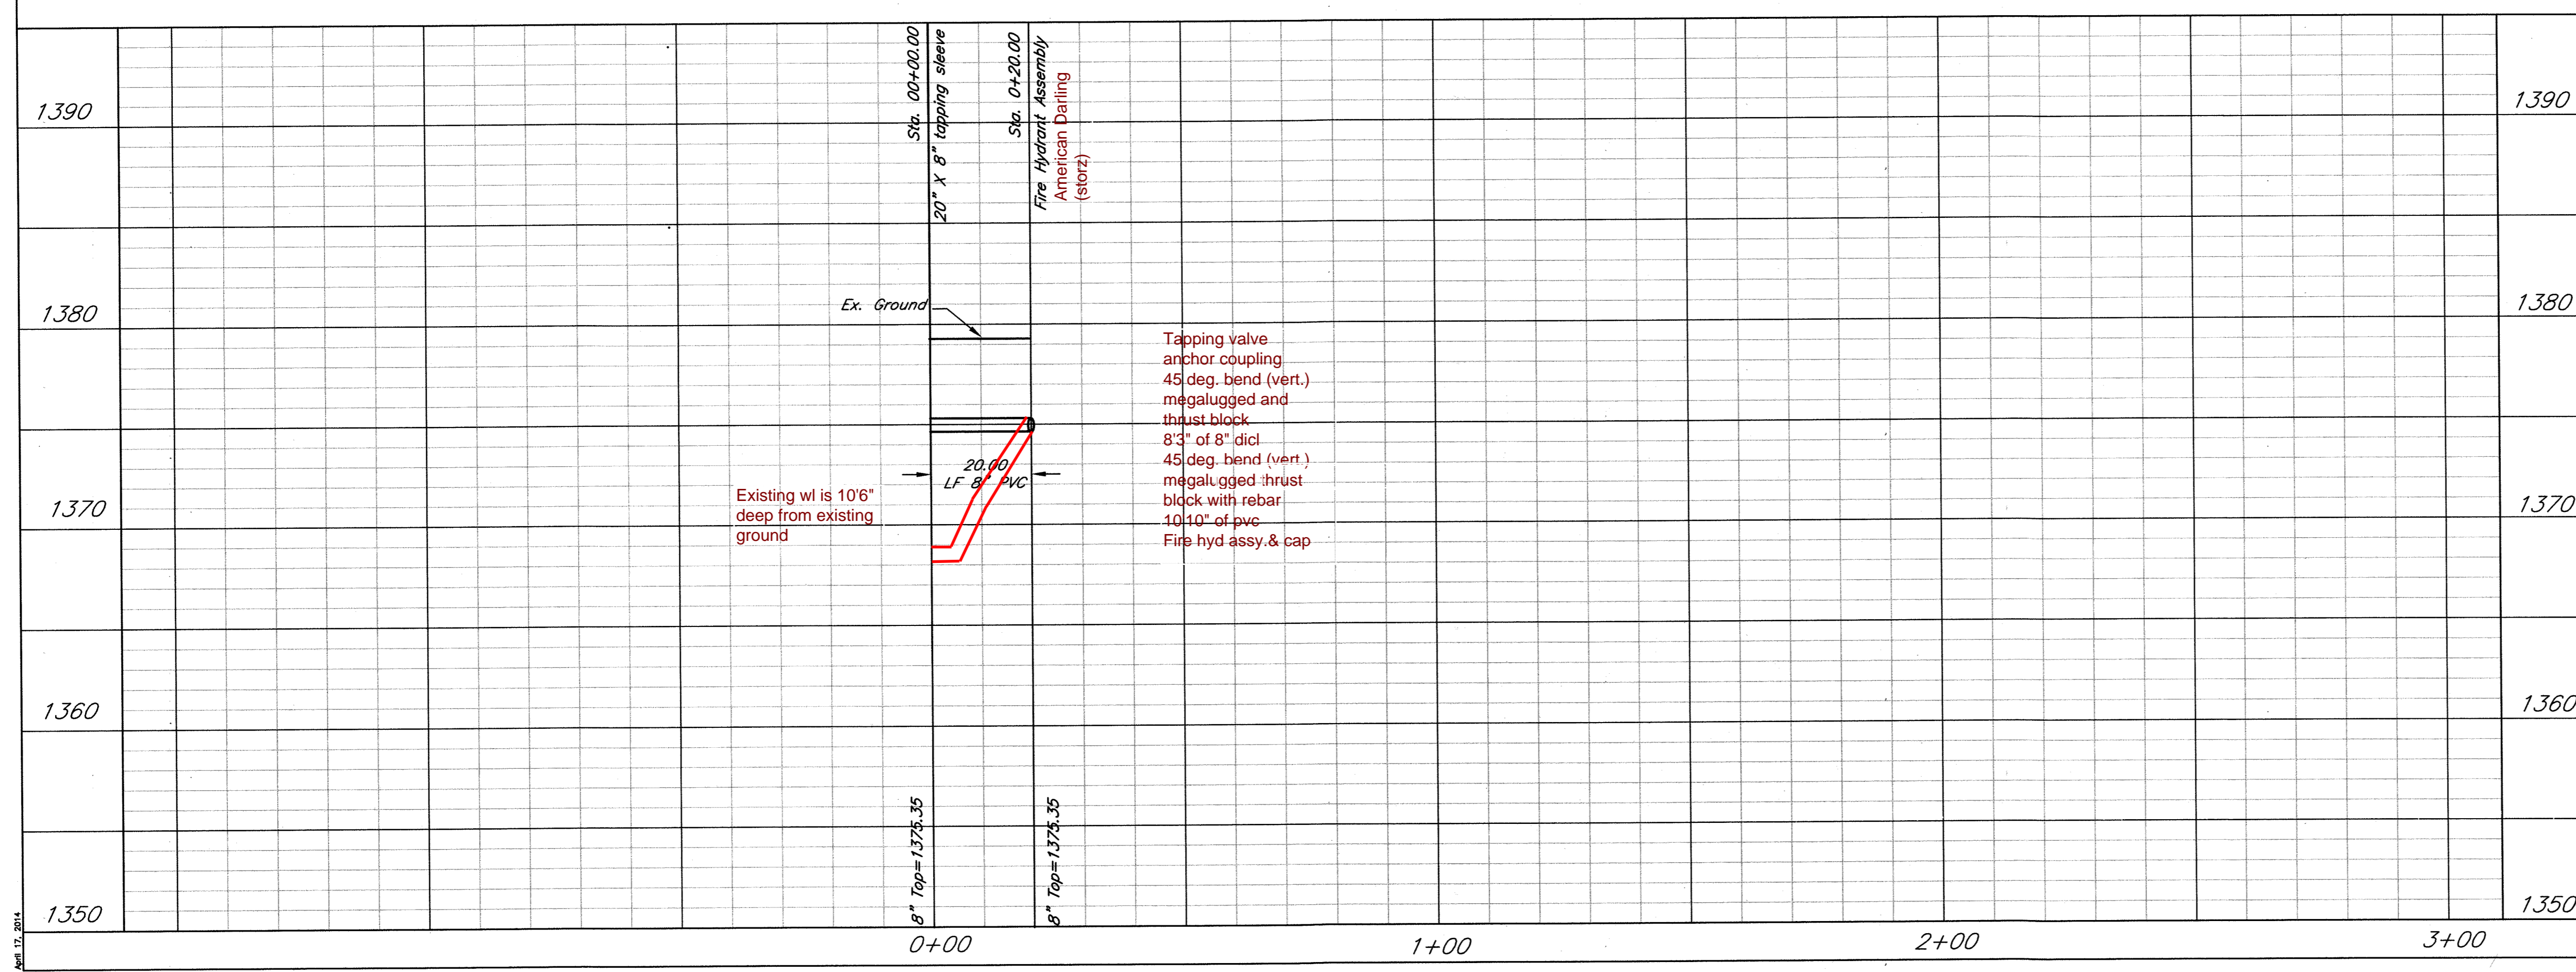 Sta. 00+00.00
20" X 8" tapping sleeve
Sta. 0+20.00
Fire Hydrant Assembly
American Darling
(storz)
1390
1390
1380
1380
Ex. Ground
Tapping valve
anchor coupling
45 deg. bend (vert.)
megalugged and
thrust block
8'3" of 8" dicl
45 deg. bend (vert.)
megalugged thrust
block with rebar
10'10" of pvc
Fire hyd assy.& cap
20.00
LF 8" PVC
Existing wl is 10'6"
deep from existing
ground
1370
1370
1360
1360
8" Top=1375.35
8" Top=1375.35
1350
1350
April 17, 2014
0+00
1+00
2+00
3+00